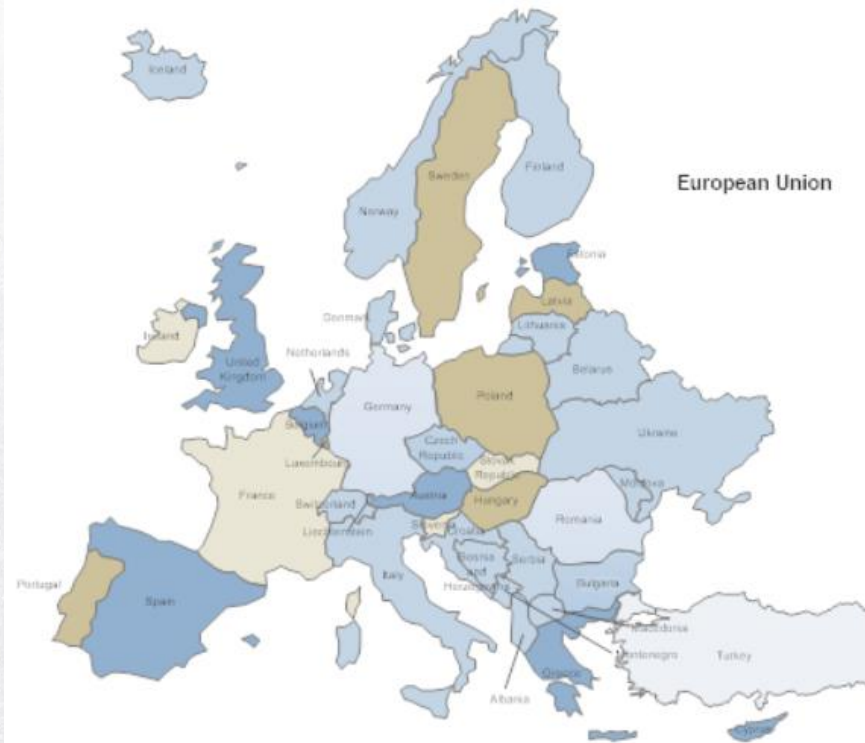 Iceland
Sweden
Finland
European Union
Norway
Estonia
Denmark
Latvia
Lithuania
Ireland
Netherlands
United
Kingdom
Belarus
Germany
Poland
Belgium
Ukraine
Czech
Republic
Luxembourg
Slovak
Republic
Moldova
France
Switzerland
Austria
Hungary
Romania
Liechtenstein
Slovenia
Croatia
Bosnia
and
Herzegovina
Serbia
Italy
Bulgaria
Portugal
Spain
Macedonia
Montenegro
Turkey
Greece
Albania
Cyprus